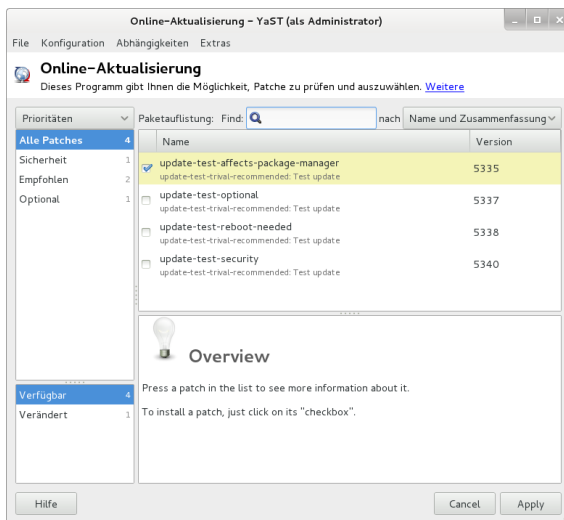 Online-Aktualisierung - YaST (als Administrator)
File Konfiguration Abhängigkeiten Extras
Online-Aktualisierung
Dieses Programm gibt Ihnen die Möglichkeit, Patche zu prüfen und auszuwählen. Weitere
Prioritäten
Paketauflistung: Find: nach Name und Zusammenfassung
Alle Patches 4
Sicherheit 1
Empfohlen 2
Optional 1
Name Version
update-test-affects-package-manager 5335
update-test-trival-recommended: Test update
update-test-optional 5337
update-test-trival-recommended: Test update
update-test-reboot-needed 5338
update-test-trival-recommended: Test update
update-test-security 5340
update-test-trival-recommended: Test update
Overview
Press a patch in the list to see more information about it.
To install a patch, just click on its "checkbox".
Verfügbar 4
Verändert 1
Hilfe Cancel Apply